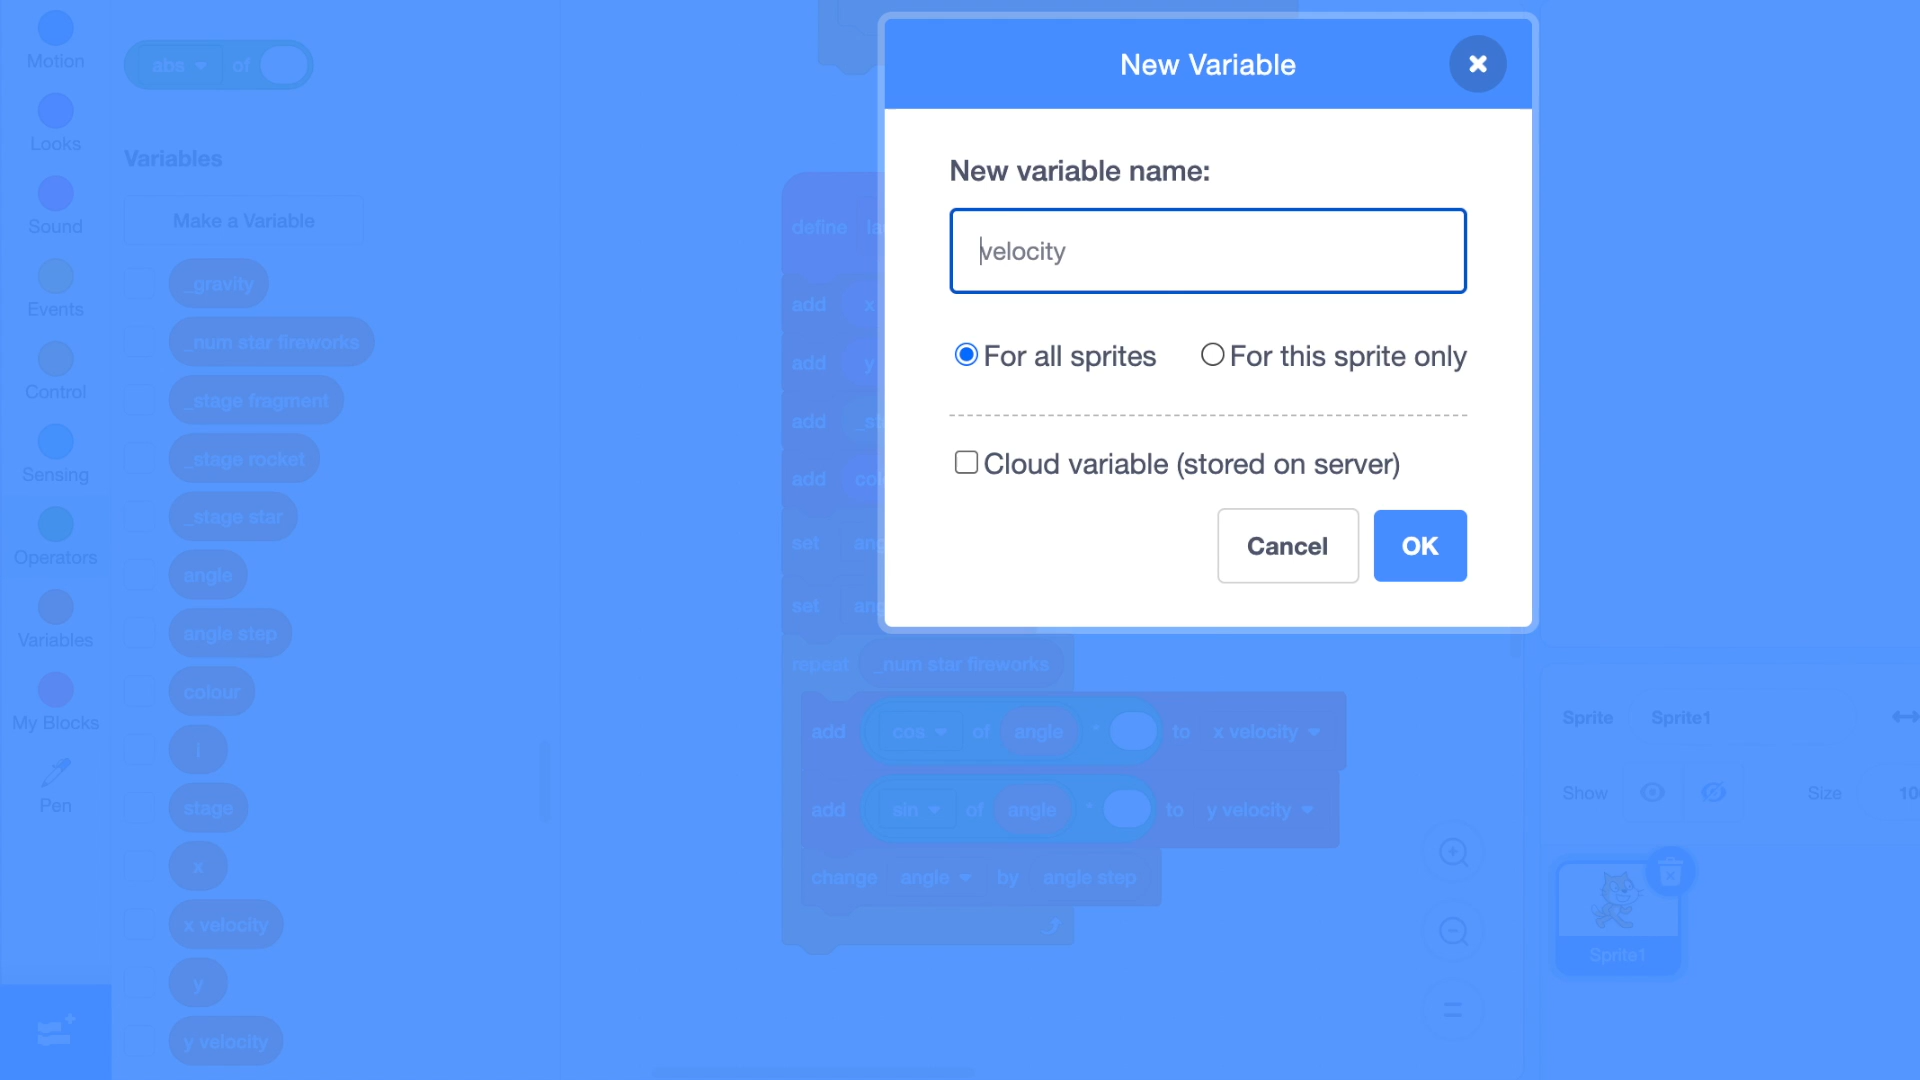 Motion
Looks
Sound
Events
Control
Sensing
Operators
Variables
My Blocks
Pen
abs of
Variables
Make a Variable
_gravity
_num star fireworks
_stage fragment
_stage rocket
_stage star
angle
angle step
colour
stage
x
x velocity
y
y velocity
define
add x
add y
add
add
set
set
repeat _num star fireworks
add cos of angle * to x velocity
add sin of angle * to y velocity
change angle by angle step
New Variable
New variable name:
velocity
For all sprites For this sprite only
Cloud variable (stored on server)
Cancel OK
Sprite Sprite1
Show Size
Sprite1